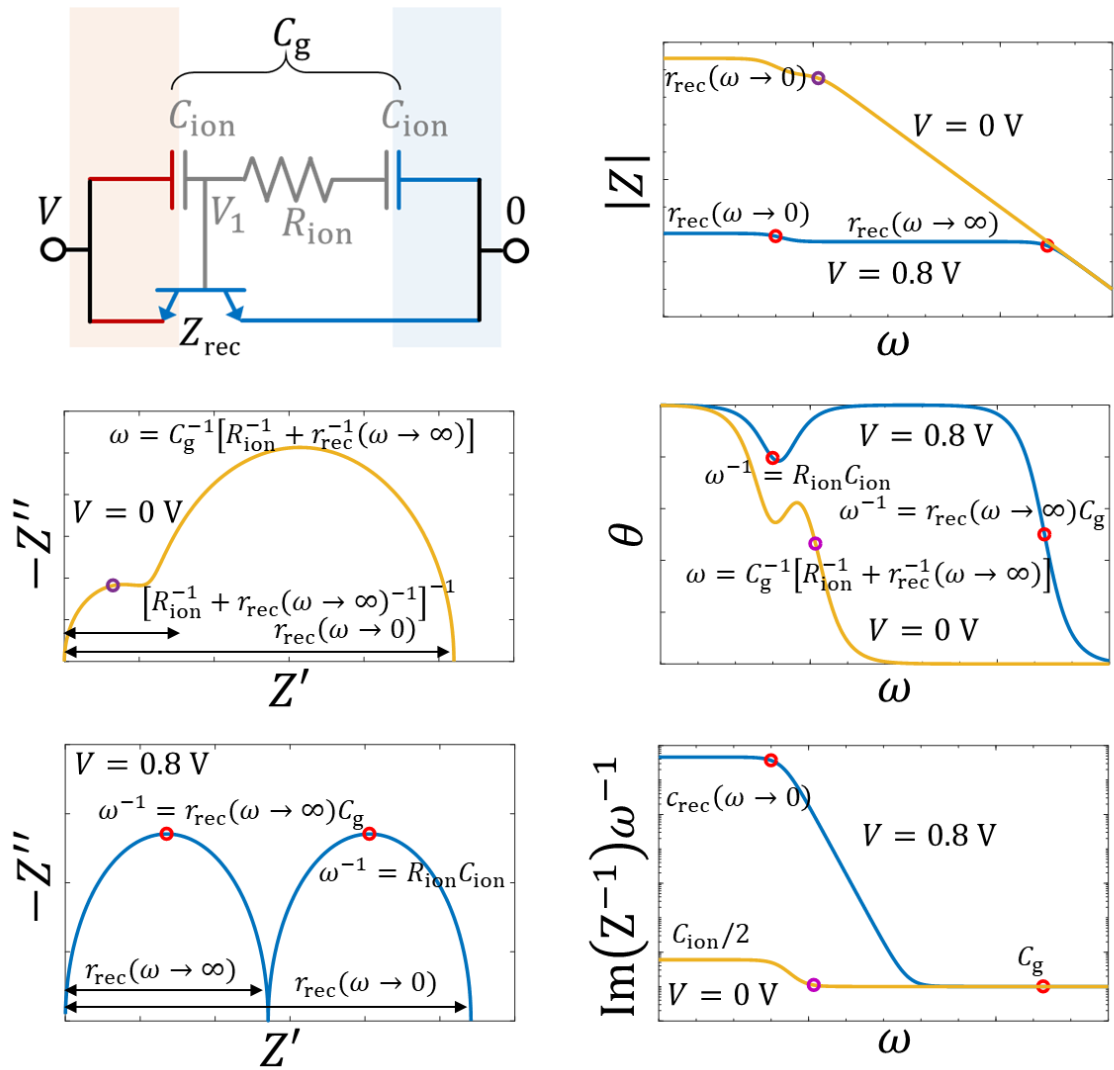 C_g
C_ion
C_ion
V
V_1
R_ion
0
Z_rec
|Z|
r_rec(ω → 0)
V = 0 V
r_rec(ω → 0)
r_rec(ω → ∞)
V = 0.8 V
ω
−Z′′
ω = C_g^{-1}[R_ion^{-1} + r_rec^{-1}(ω → ∞)]
V = 0 V
[R_ion^{-1} + r_rec(ω → ∞)^{-1}]^{-1}
r_rec(ω → 0)
Z′
θ
V = 0.8 V
ω^{-1} = R_ion C_ion
ω^{-1} = r_rec(ω → ∞)C_g
ω = C_g^{-1}[R_ion^{-1} + r_rec^{-1}(ω → ∞)]
V = 0 V
ω
−Z′′
V = 0.8 V
ω^{-1} = r_rec(ω → ∞)C_g
ω^{-1} = R_ion C_ion
r_rec(ω → ∞)
r_rec(ω → 0)
Z′
Im(Z^{-1})ω^{-1}
c_rec(ω → 0)
V = 0.8 V
C_ion/2
C_g
V = 0 V
ω